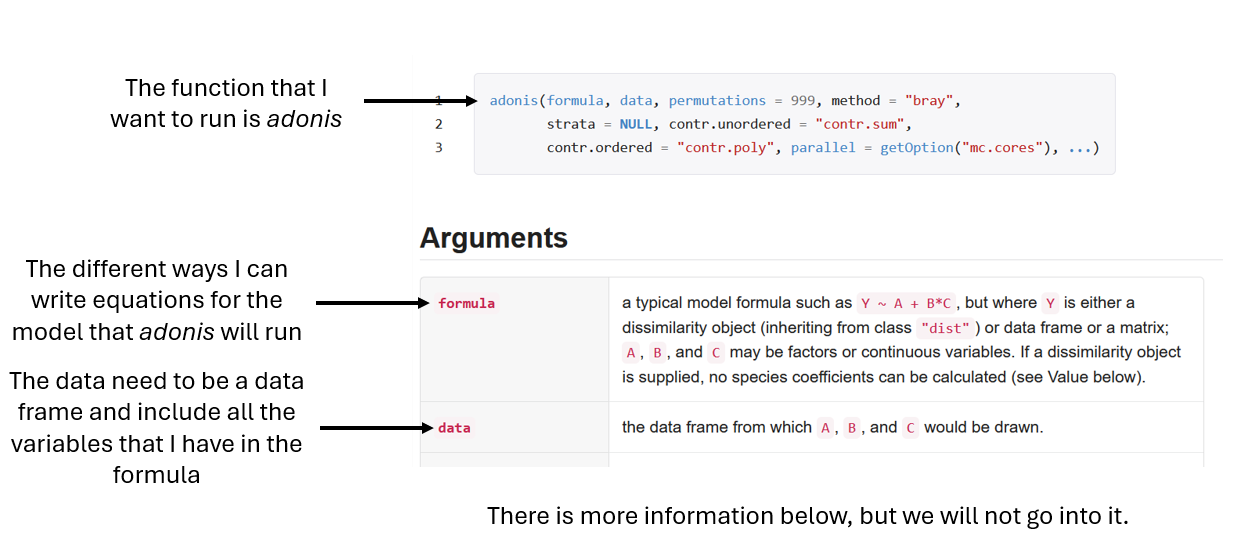 The function that I
want to run is adonis
1 adonis(formula, data, permutations = 999, method = "bray",
2 strata = NULL, contr.unordered = "contr.sum",
3 contr.ordered = "contr.poly", parallel = getOption("mc.cores"), ...)
Arguments
The different ways I can
write equations for the
model that adonis will run
formula
a typical model formula such as Y ~ A + B*C, but where Y is either a
dissimilarity object (inheriting from class "dist") or data frame or a matrix;
A, B, and C may be factors or continuous variables. If a dissimilarity object
is supplied, no species coefficients can be calculated (see Value below).
The data need to be a data
frame and include all the
variables that I have in the
formula
data
the data frame from which A, B, and C would be drawn.
There is more information below, but we will not go into it.